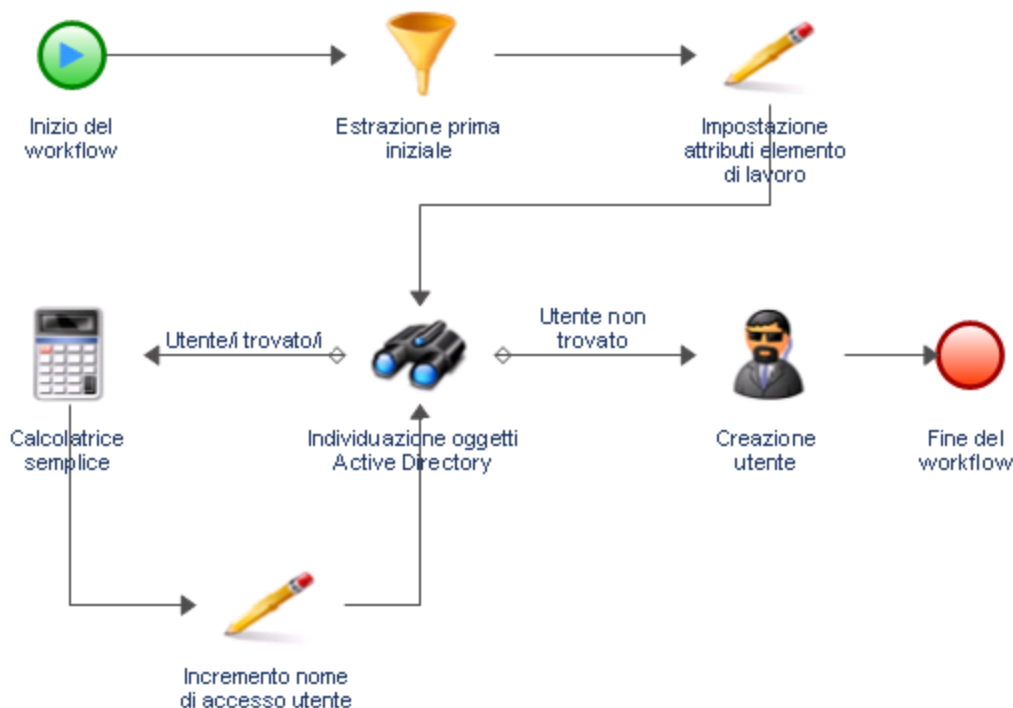 Inizio del
workflow
Estrazione prima
iniziale
Impostazione
attributi elemento
di lavoro
Utente/i trovato/i
Utente non
trovato
Calcolatrice
semplice
Individuazione oggetti
Active Directory
Creazione
utente
Fine del
workflow
Incremento nome
di accesso utente